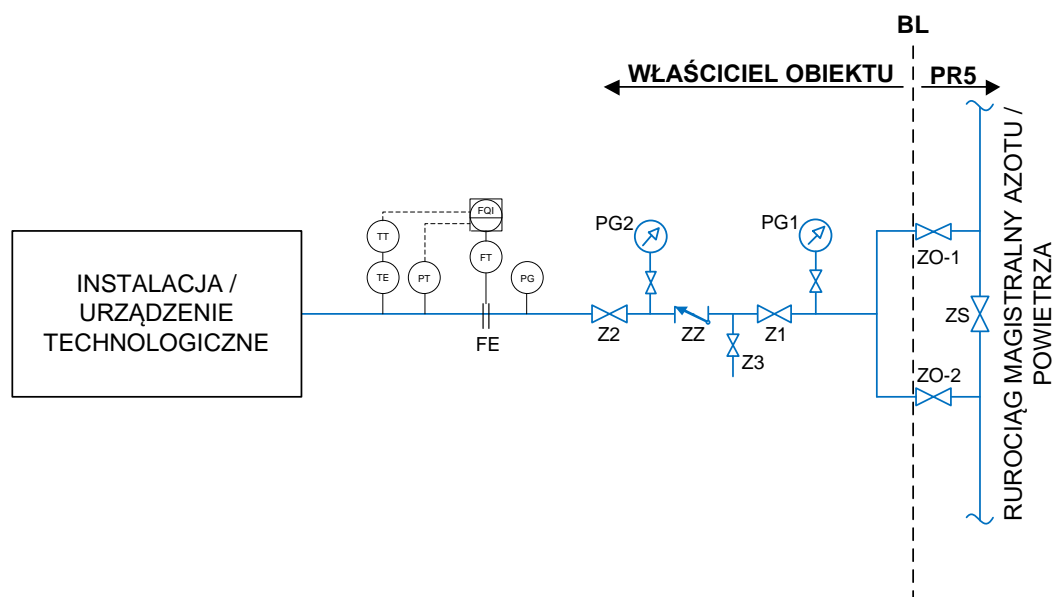 BL
WŁAŚCICIEL OBIEKTU
PR5
RUROCIĄG MAGISTRALNY AZOTU /
POWIETRZA
INSTALACJA /
URZĄDZENIE
TECHNOLOGICZNE
FQI
TT
FT
TE
PT
PG
FE
PG2
PG1
Z2
ZZ
Z1
Z3
ZO-1
ZS
ZO-2